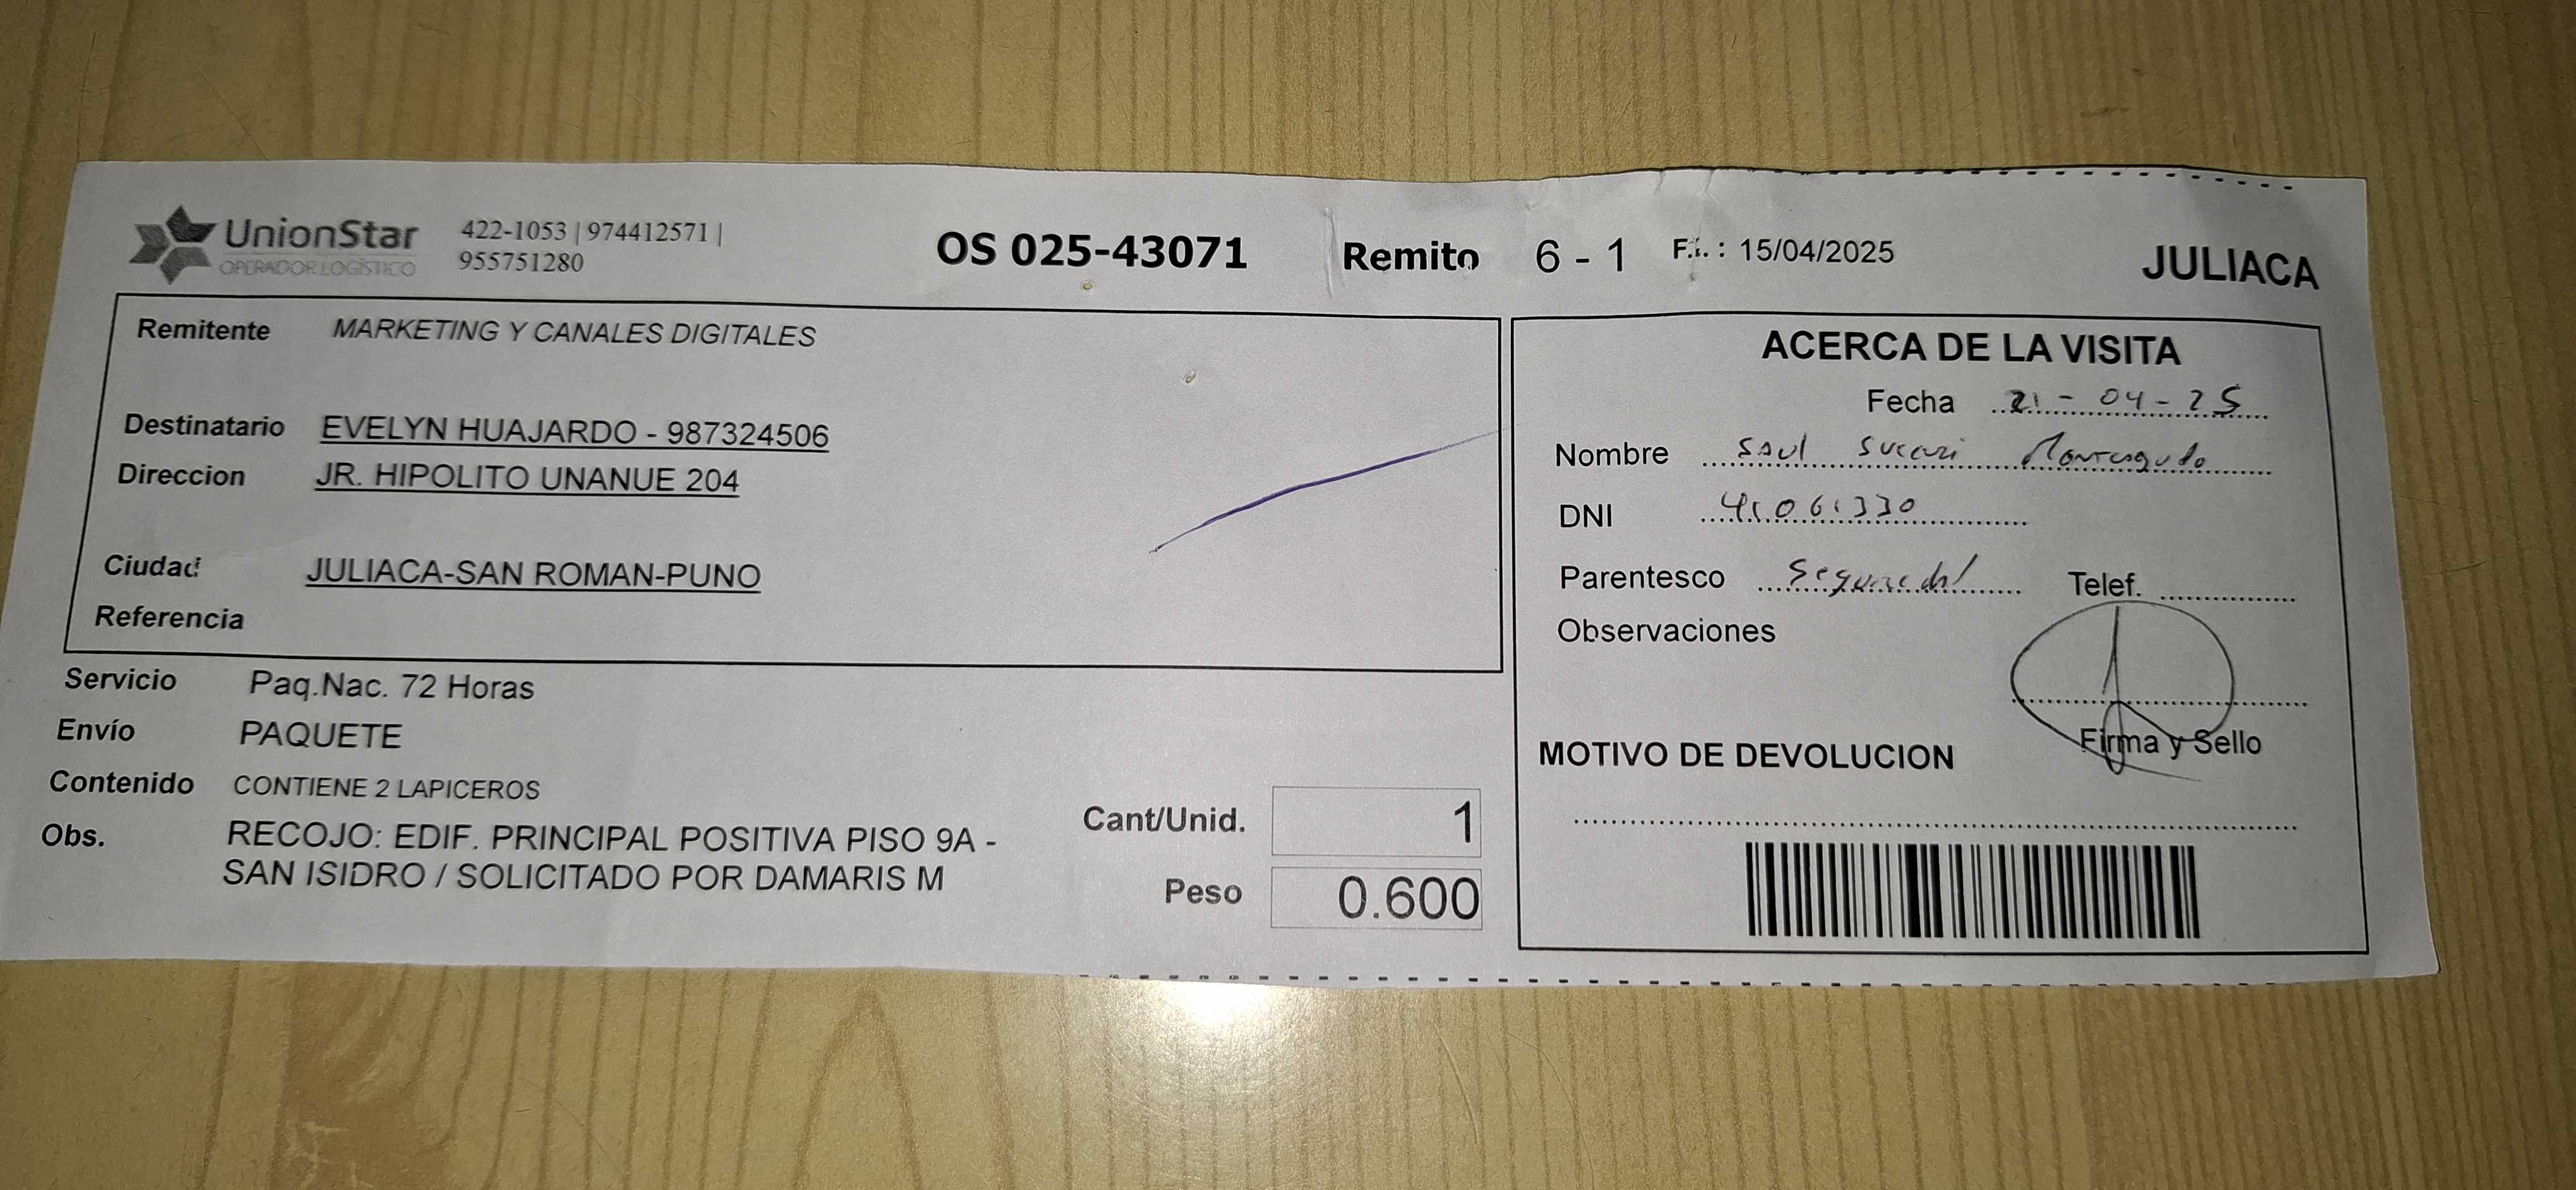 UnionStar
OPERADOR LOGÍSTICO
422-1053 | 974412571 |
955751280
OS 025-43071 Remito 6 - 1 F.I. : 15/04/2025 JULIACA
Remitente MARKETING Y CANALES DIGITALES
Destinatario EVELYN HUAJARDO - 987324506
Direccion JR. HIPOLITO UNANUE 204
Ciudad JULIACA-SAN ROMAN-PUNO
Referencia
Servicio Paq.Nac. 72 Horas
Envío PAQUETE
Contenido CONTIENE 2 LAPICEROS
Obs. RECOJO: EDIF. PRINCIPAL POSITIVA PISO 9A -
SAN ISIDRO / SOLICITADO POR DAMARIS M
Cant/Unid. 1
Peso 0.600
ACERCA DE LA VISITA
Fecha 21-04-25
Nombre Saul Sucari
DNI 41061330
Parentesco Seguridad Telef.
Observaciones
Firma y Sello
MOTIVO DE DEVOLUCION